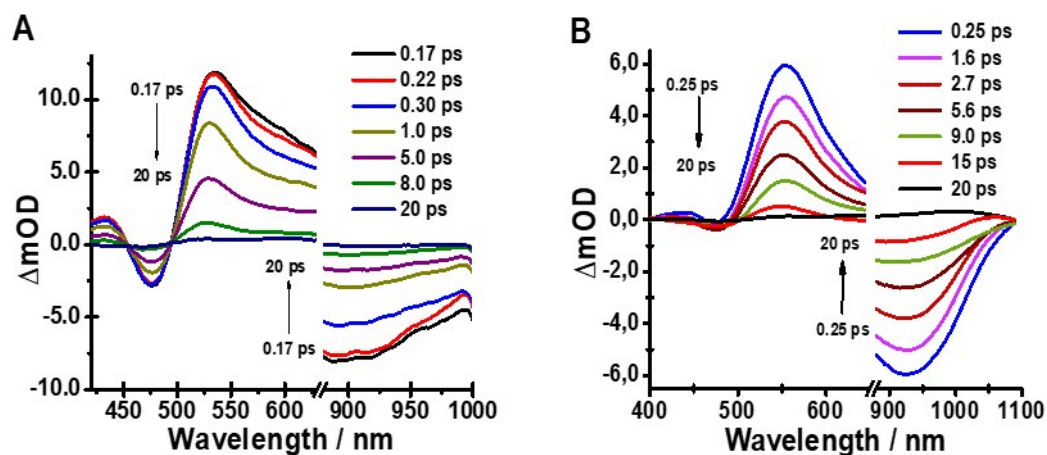 A
ΔmOD
10.0
5.0
0.0
-5.0
-10.0
0.17 ps
20 ps
20 ps
0.17 ps
0.17 ps
0.22 ps
0.30 ps
1.0 ps
5.0 ps
8.0 ps
20 ps
450 500 550 600 900 950 1000
Wavelength / nm
B
ΔmOD
6,0
4,0
2,0
0,0
-2,0
-4,0
6,0
0.25 ps
20 ps
20 ps
0.25 ps
0.25 ps
1.6 ps
2.7 ps
5.6 ps
9.0 ps
15 ps
20 ps
400 500 600 900 1000 1100
Wavelength / nm